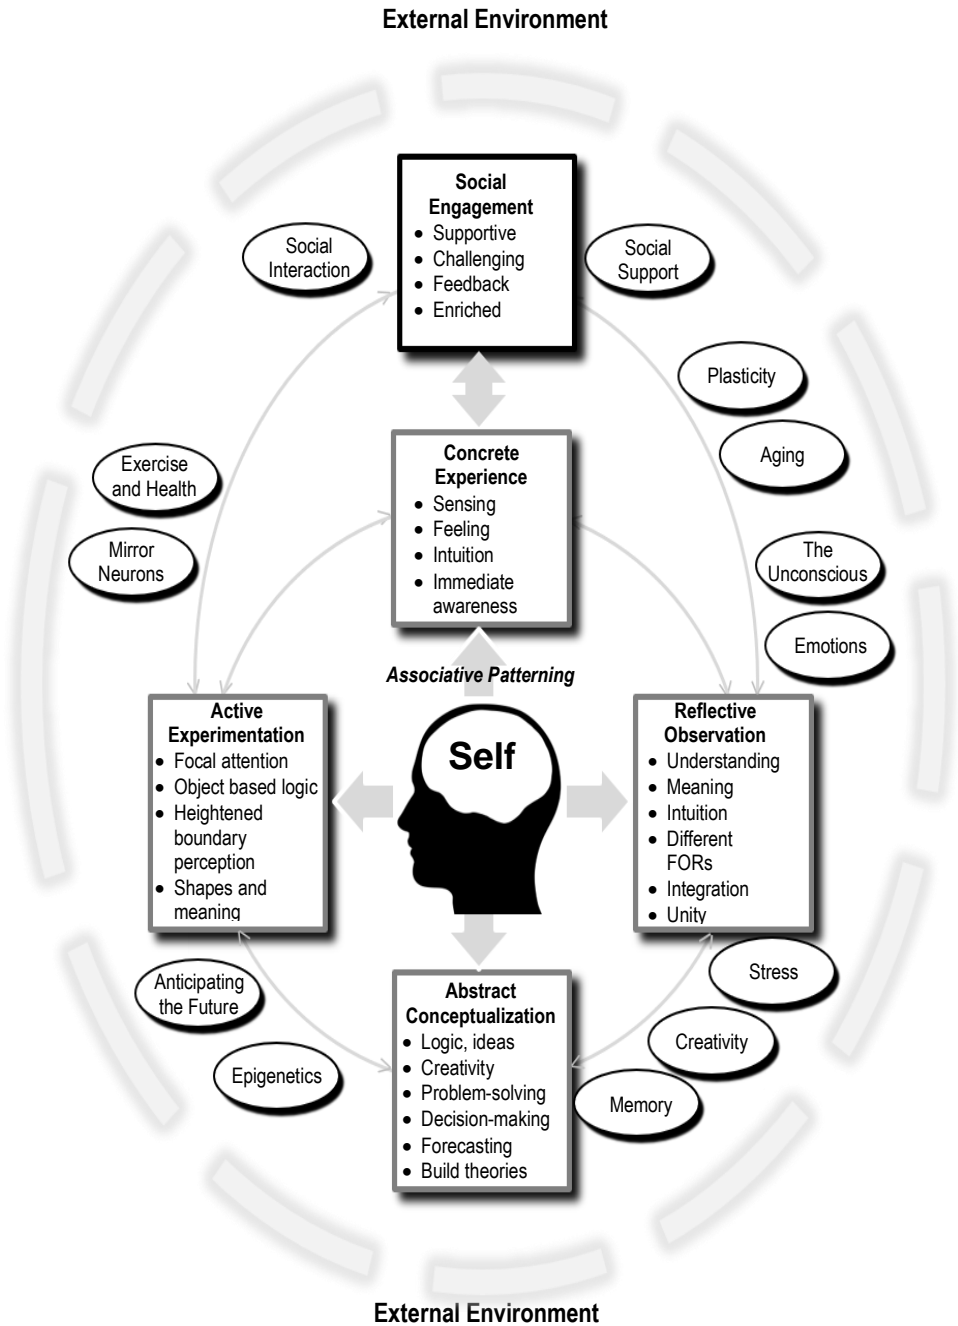 External Environment
Social
Engagement
• Supportive
• Challenging
• Feedback
• Enriched
Social
Interaction
Social
Support
Plasticity
Aging
Exercise
and Health
Mirror
Neurons
Concrete
Experience
• Sensing
• Feeling
• Intuition
• Immediate
awareness
The
Unconscious
Emotions
Associative Patterning
Self
Active
Experimentation
• Focal attention
• Object based logic
• Heightened
boundary
perception
• Shapes and
meaning
Reflective
Observation
• Understanding
• Meaning
• Intuition
• Different
FORs
• Integration
• Unity
Anticipating
the Future
Epigenetics
Abstract
Conceptualization
• Logic, ideas
• Creativity
• Problem-solving
• Decision-making
• Forecasting
• Build theories
Stress
Creativity
Memory
External Environment